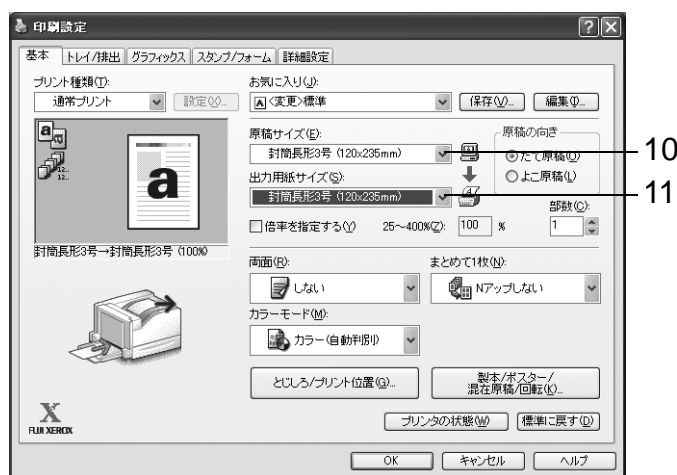 印刷設定
基本 トレイ/排出 グラフィックス スタンプ/フォーム 詳細設定
プリント種類(T):
通常プリント 設定(X)...
お気に入り(J):
A <変更>標準 保存(V)... 編集(I)...
原稿サイズ(E):
封筒長形3号 (120x235mm) 10
原稿の向き
たて原稿(O)
よこ原稿(L)
出力用紙サイズ(S):
封筒長形3号 (120x235mm) 11
倍率を指定する(Y) 25～400%(Z): 100 %
部数(C):
1
a
12..
12..
a
封筒長形3号→封筒長形3号 (100%)
両面(R):
しない
まとめて1枚(N):
Nアップしない
カラーモード(M):
カラー(自動判別)
とじしろ/プリント位置(G)...
製本/ポスター/
混在原稿/回転(K)...
X
FUJI XEROX
プリンタの状態(W) 標準に戻す(D)
OK キャンセル ヘルプ